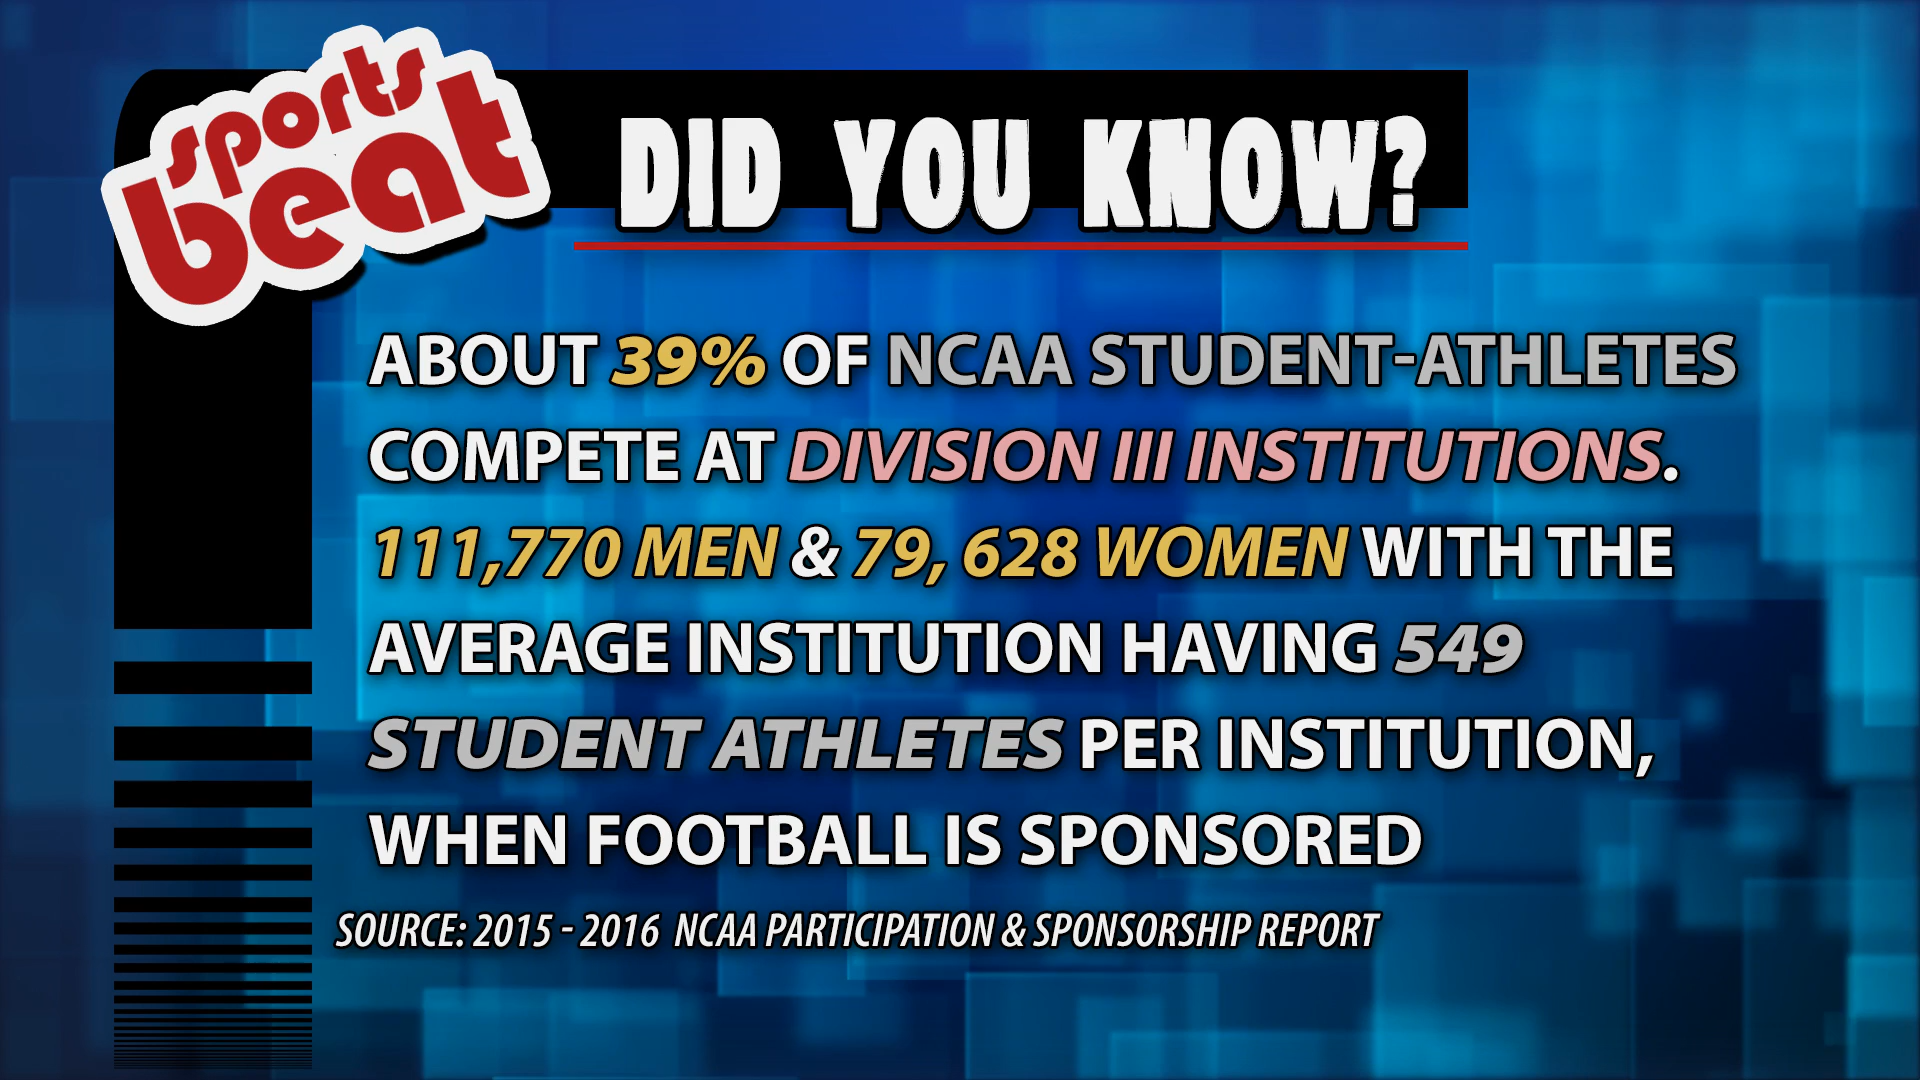 sports
beat
DID YOU KNOW?
ABOUT 39% OF NCAA STUDENT-ATHLETES
COMPETE AT DIVISION III INSTITUTIONS.
111,770 MEN & 79, 628 WOMEN WITH THE
AVERAGE INSTITUTION HAVING 549
STUDENT ATHLETES PER INSTITUTION,
WHEN FOOTBALL IS SPONSORED
SOURCE: 2015 - 2016 NCAA PARTICIPATION & SPONSORSHIP REPORT